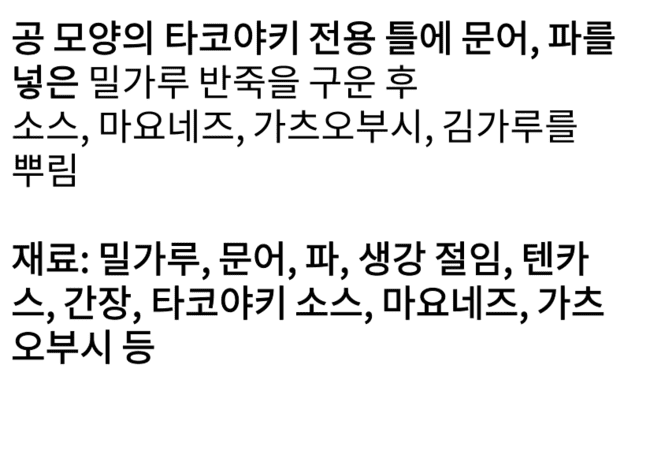 공 모양의 타코야키 전용 틀에 문어, 파를
넣은 밀가루 반죽을 구운 후
소스, 마요네즈, 가츠오부시, 김가루를
뿌림
재료: 밀가루, 문어, 파, 생강 절임, 텐카
스, 간장, 타코야키 소스, 마요네즈, 가츠
오부시 등